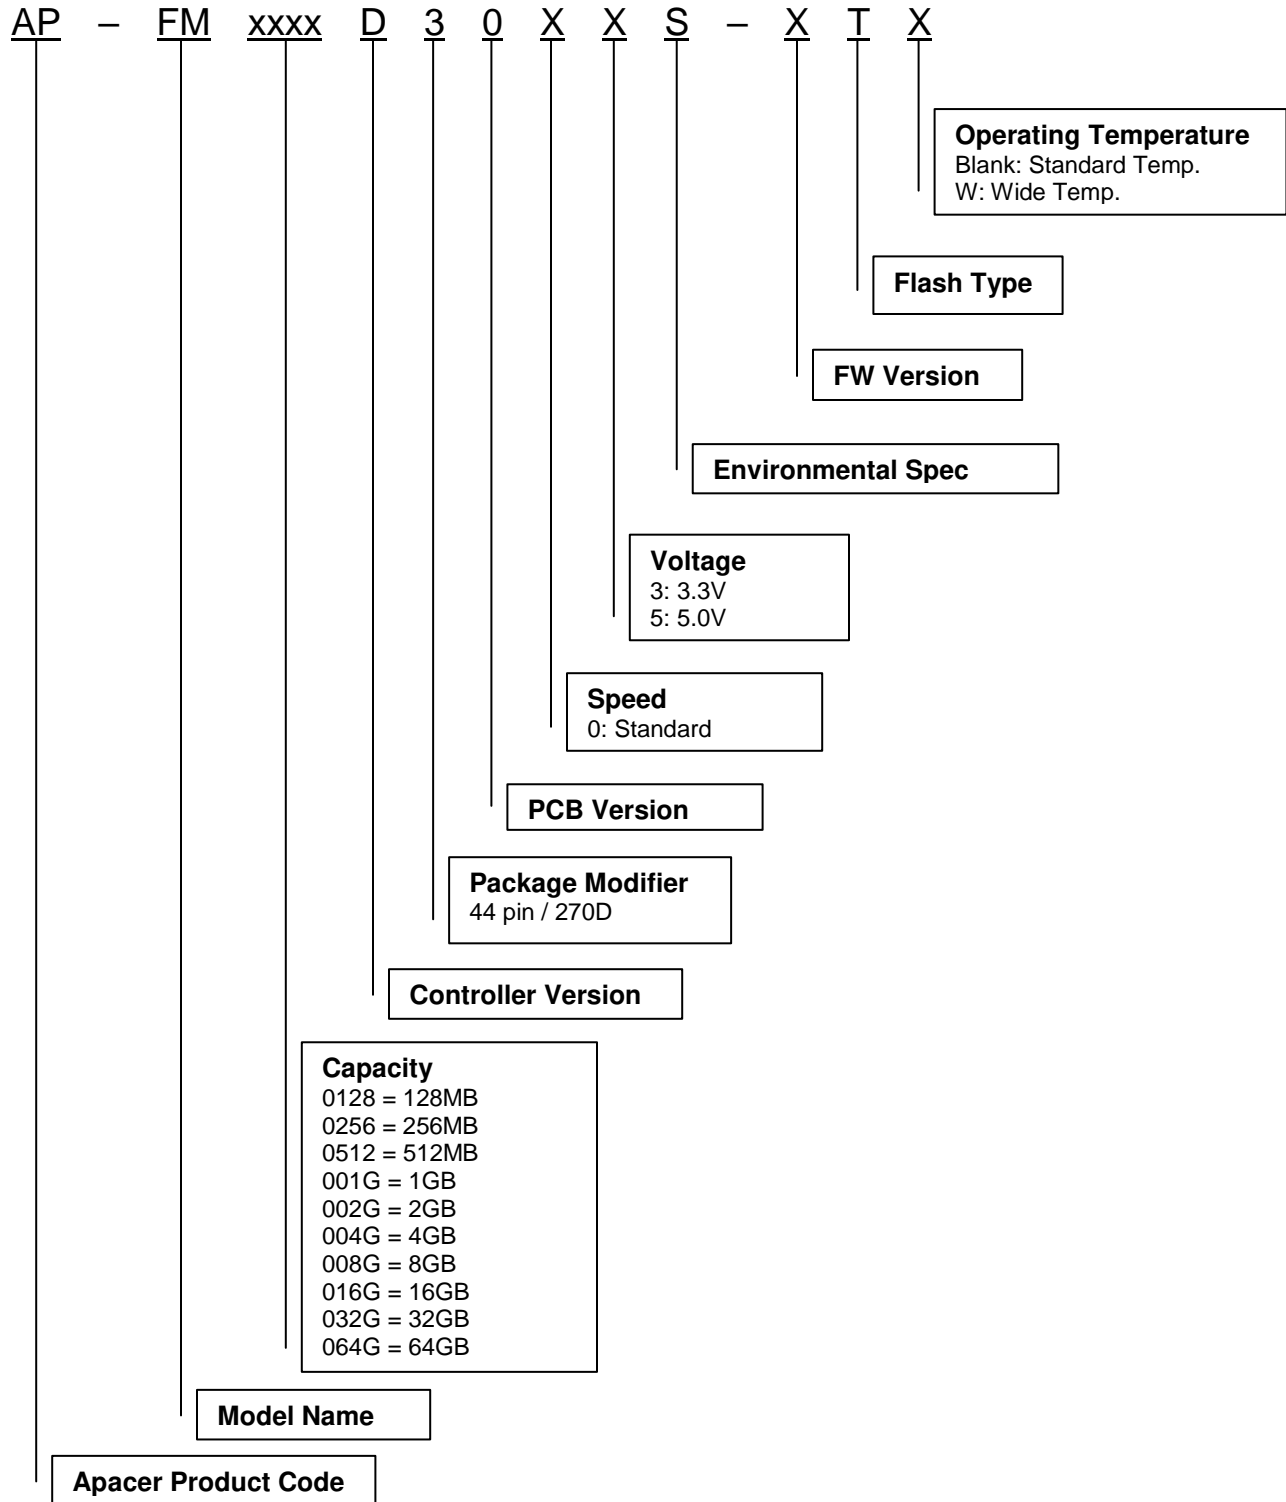 AP – FM xxxx D 3 0 X X S – X T X
Operating Temperature
Blank: Standard Temp.
W: Wide Temp.
Flash Type
FW Version
Environmental Spec
Voltage
3: 3.3V
5: 5.0V
Speed
0: Standard
PCB Version
Package Modifier
44 pin / 270D
Controller Version
Capacity
0128 = 128MB
0256 = 256MB
0512 = 512MB
001G = 1GB
002G = 2GB
004G = 4GB
008G = 8GB
016G = 16GB
032G = 32GB
064G = 64GB
Model Name
Apacer Product Code